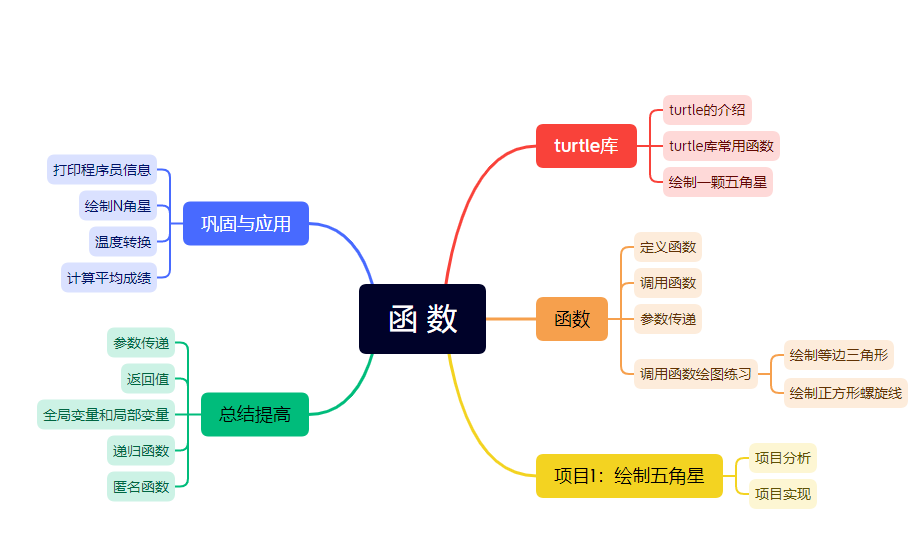 函 数
turtle库
turtle的介绍
turtle库常用函数
绘制一颗五角星
函数
定义函数
调用函数
参数传递
调用函数绘图练习
绘制等边三角形
绘制正方形螺旋线
项目1：绘制五角星
项目分析
项目实现
巩固与应用
打印程序员信息
绘制N角星
温度转换
计算平均成绩
总结提高
参数传递
返回值
全局变量和局部变量
递归函数
匿名函数